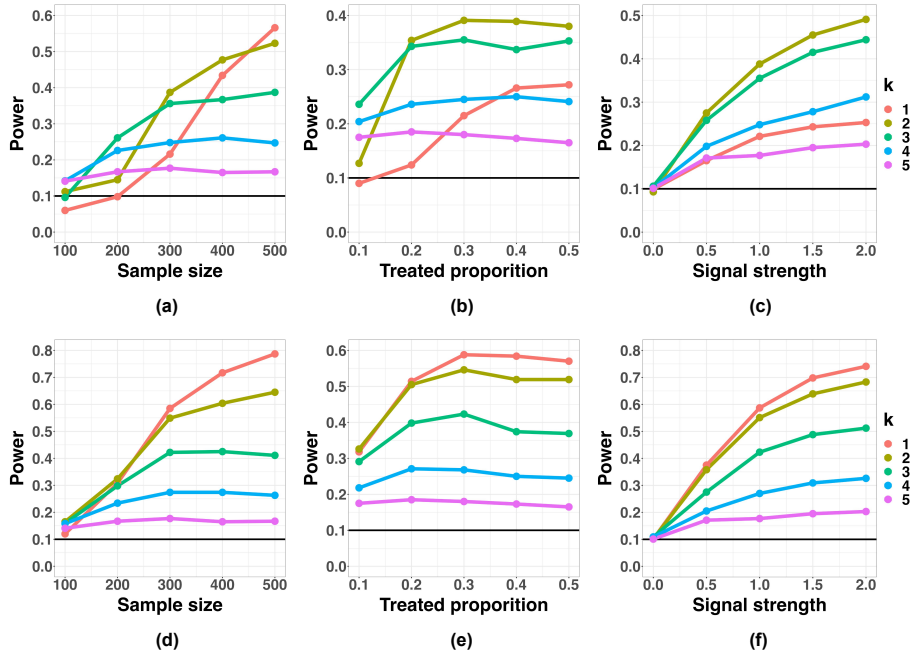 Power
0.6
0.5
0.4
0.3
0.2
0.1
0.0
100 200 300 400 500
Sample size
(a)
Power
0.4
0.3
0.2
0.1
0.0
0.1 0.2 0.3 0.4 0.5
Treated proporition
(b)
Power
0.5
0.4
0.3
0.2
0.1
0.0
0.0 0.5 1.0 1.5 2.0
Signal strength
(c)
k
1
2
3
4
5
Power
0.8
0.7
0.6
0.5
0.4
0.3
0.2
0.1
0.0
100 200 300 400 500
Sample size
(d)
Power
0.6
0.5
0.4
0.3
0.2
0.1
0.0
0.1 0.2 0.3 0.4 0.5
Treated proporition
(e)
Power
0.8
0.7
0.6
0.5
0.4
0.3
0.2
0.1
0.0
0.0 0.5 1.0 1.5 2.0
Signal strength
(f)
k
1
2
3
4
5